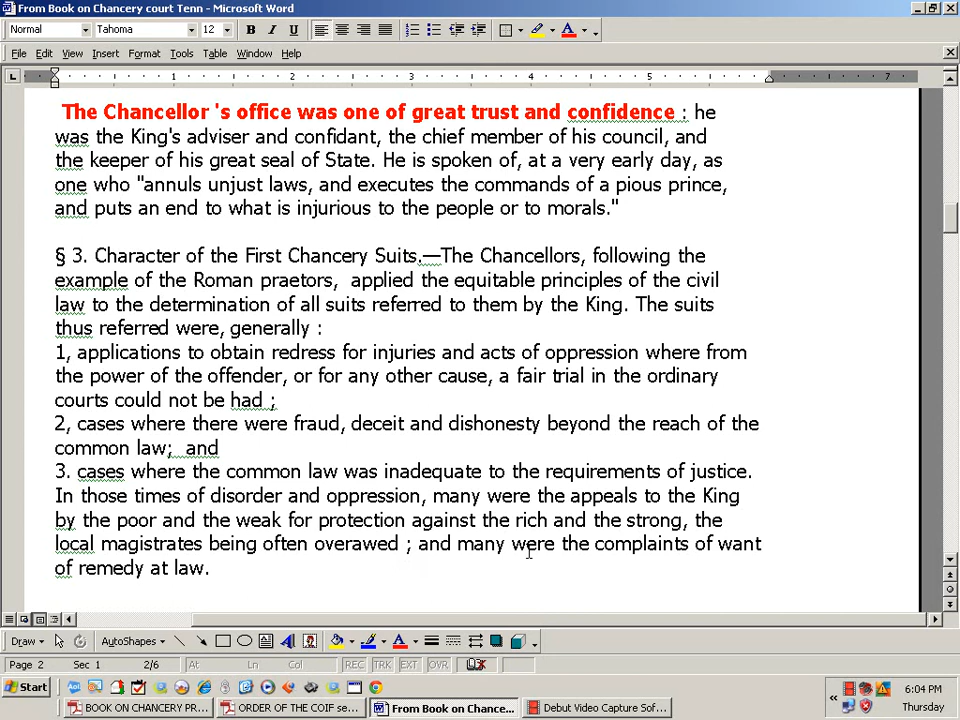 From Book on Chancery court Tenn - Microsoft Word
Normal Tahoma 12 B I U A
File Edit View Insert Format Tools Table Window Help
L 1 2 3 4 5 7
The Chancellor 's office was one of great trust and confidence : he
was the King's adviser and confidant, the chief member of his council, and
the keeper of his great seal of State. He is spoken of, at a very early day, as
one who "annuls unjust laws, and executes the commands of a pious prince,
and puts an end to what is injurious to the people or to morals."
§ 3. Character of the First Chancery Suits.—The Chancellors, following the
example of the Roman praetors,  applied the equitable principles of the civil
law to the determination of all suits referred to them by the King. The suits
thus referred were, generally :
1, applications to obtain redress for injuries and acts of oppression where from
the power of the offender, or for any other cause, a fair trial in the ordinary
courts could not be had ;
2, cases where there were fraud, deceit and dishonesty beyond the reach of the
common law;  and
3. cases where the common law was inadequate to the requirements of justice.
In those times of disorder and oppression, many were the appeals to the King
by the poor and the weak for protection against the rich and the strong, the
local magistrates being often overawed ; and many were the complaints of want
of remedy at law.
Draw AutoShapes A A
Page 2 Sec 1 2/6 At Ln Col REC TRK EXT OVR
Start 6:04 PM
BOOK ON CHANCERY PR... ORDER OF THE COIF se... From Book on Chance... Debut Video Capture Sof... Thursday